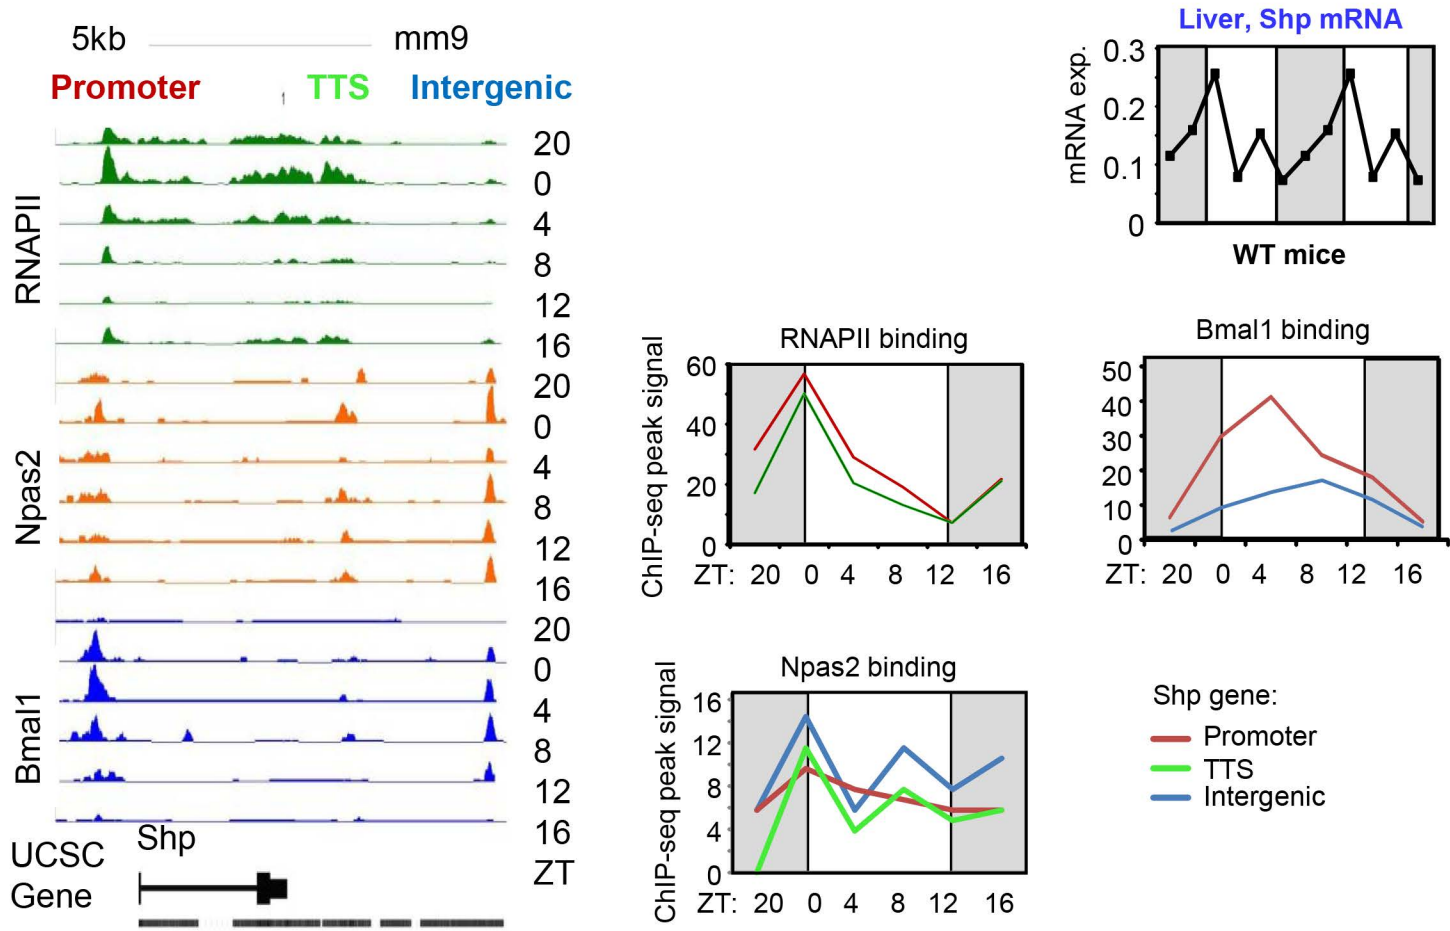 5kb mm9
Promoter TTS Intergenic
RNAPII
20
0
4
8
12
16
Npas2
20
0
4
8
12
16
Bmal1
20
0
4
8
12
16
ZT
Shp
UCSC
Gene
Liver, Shp mRNA
mRNA exp.
0.3
0.2
0.1
0
WT mice
RNAPII binding
ChIP-seq peak signal
60
40
20
0
ZT: 20 0 4 8 12 16
Bmal1 binding
50
40
30
20
10
0
ZT: 20 0 4 8 12 16
Npas2 binding
ChIP-seq peak signal
16
12
8
4
0
ZT: 20 0 4 8 12 16
Shp gene:
Promoter
TTS
Intergenic